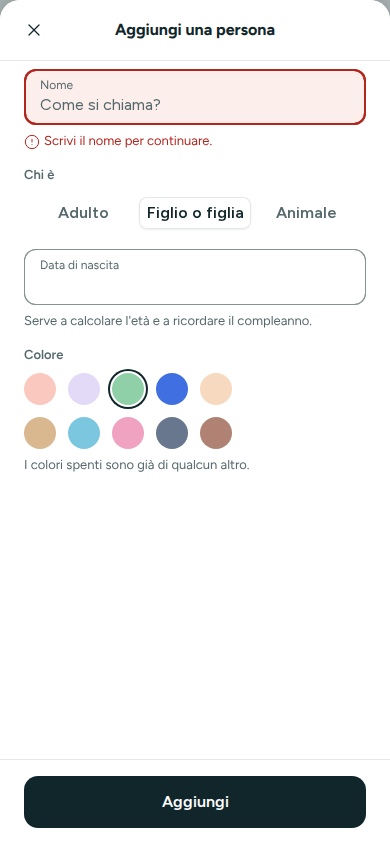 Aggiungi una persona
Nome
Come si chiama?
Scrivi il nome per continuare.
Chi è
Adulto
Figlio o figlia
Animale
Data di nascita
Serve a calcolare l'età e a ricordare il compleanno.
Colore
I colori spenti sono già di qualcun altro.
Aggiungi